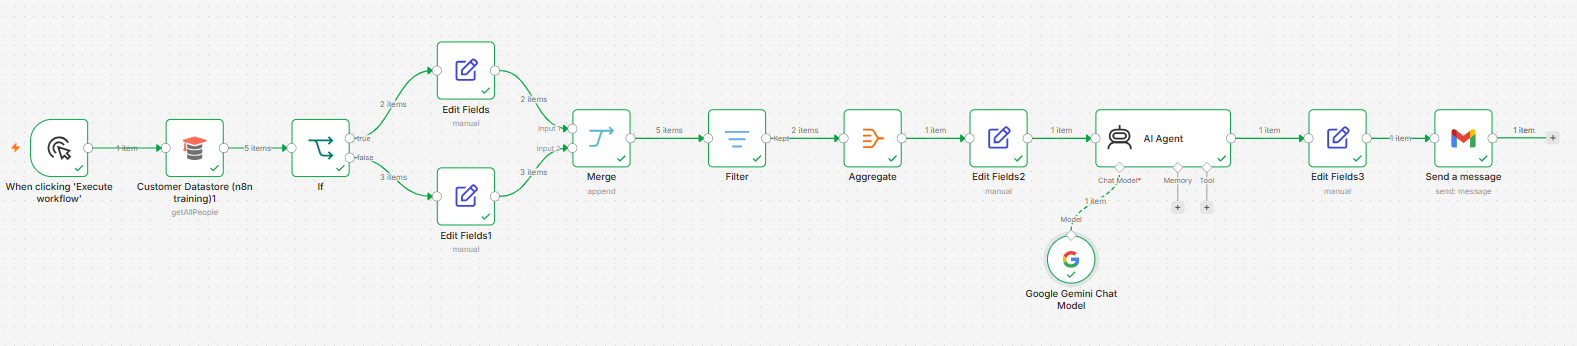 When clicking 'Execute
workflow'
1 item
Customer Datastore (n8n
training)1
getAllPeople
5 items
If
true
false
2 items
3 items
Edit Fields
manual
Edit Fields1
manual
2 items
3 items
Input 1
Input 2
Merge
append
5 items
Filter
Kept
2 items
Aggregate
1 item
Edit Fields2
manual
1 item
AI Agent
Chat Model*
Memory
Tool
+
+
1 item
Model
Google Gemini Chat
Model
1 item
Edit Fields3
manual
1 item
Send a message
send: message
1 item
+